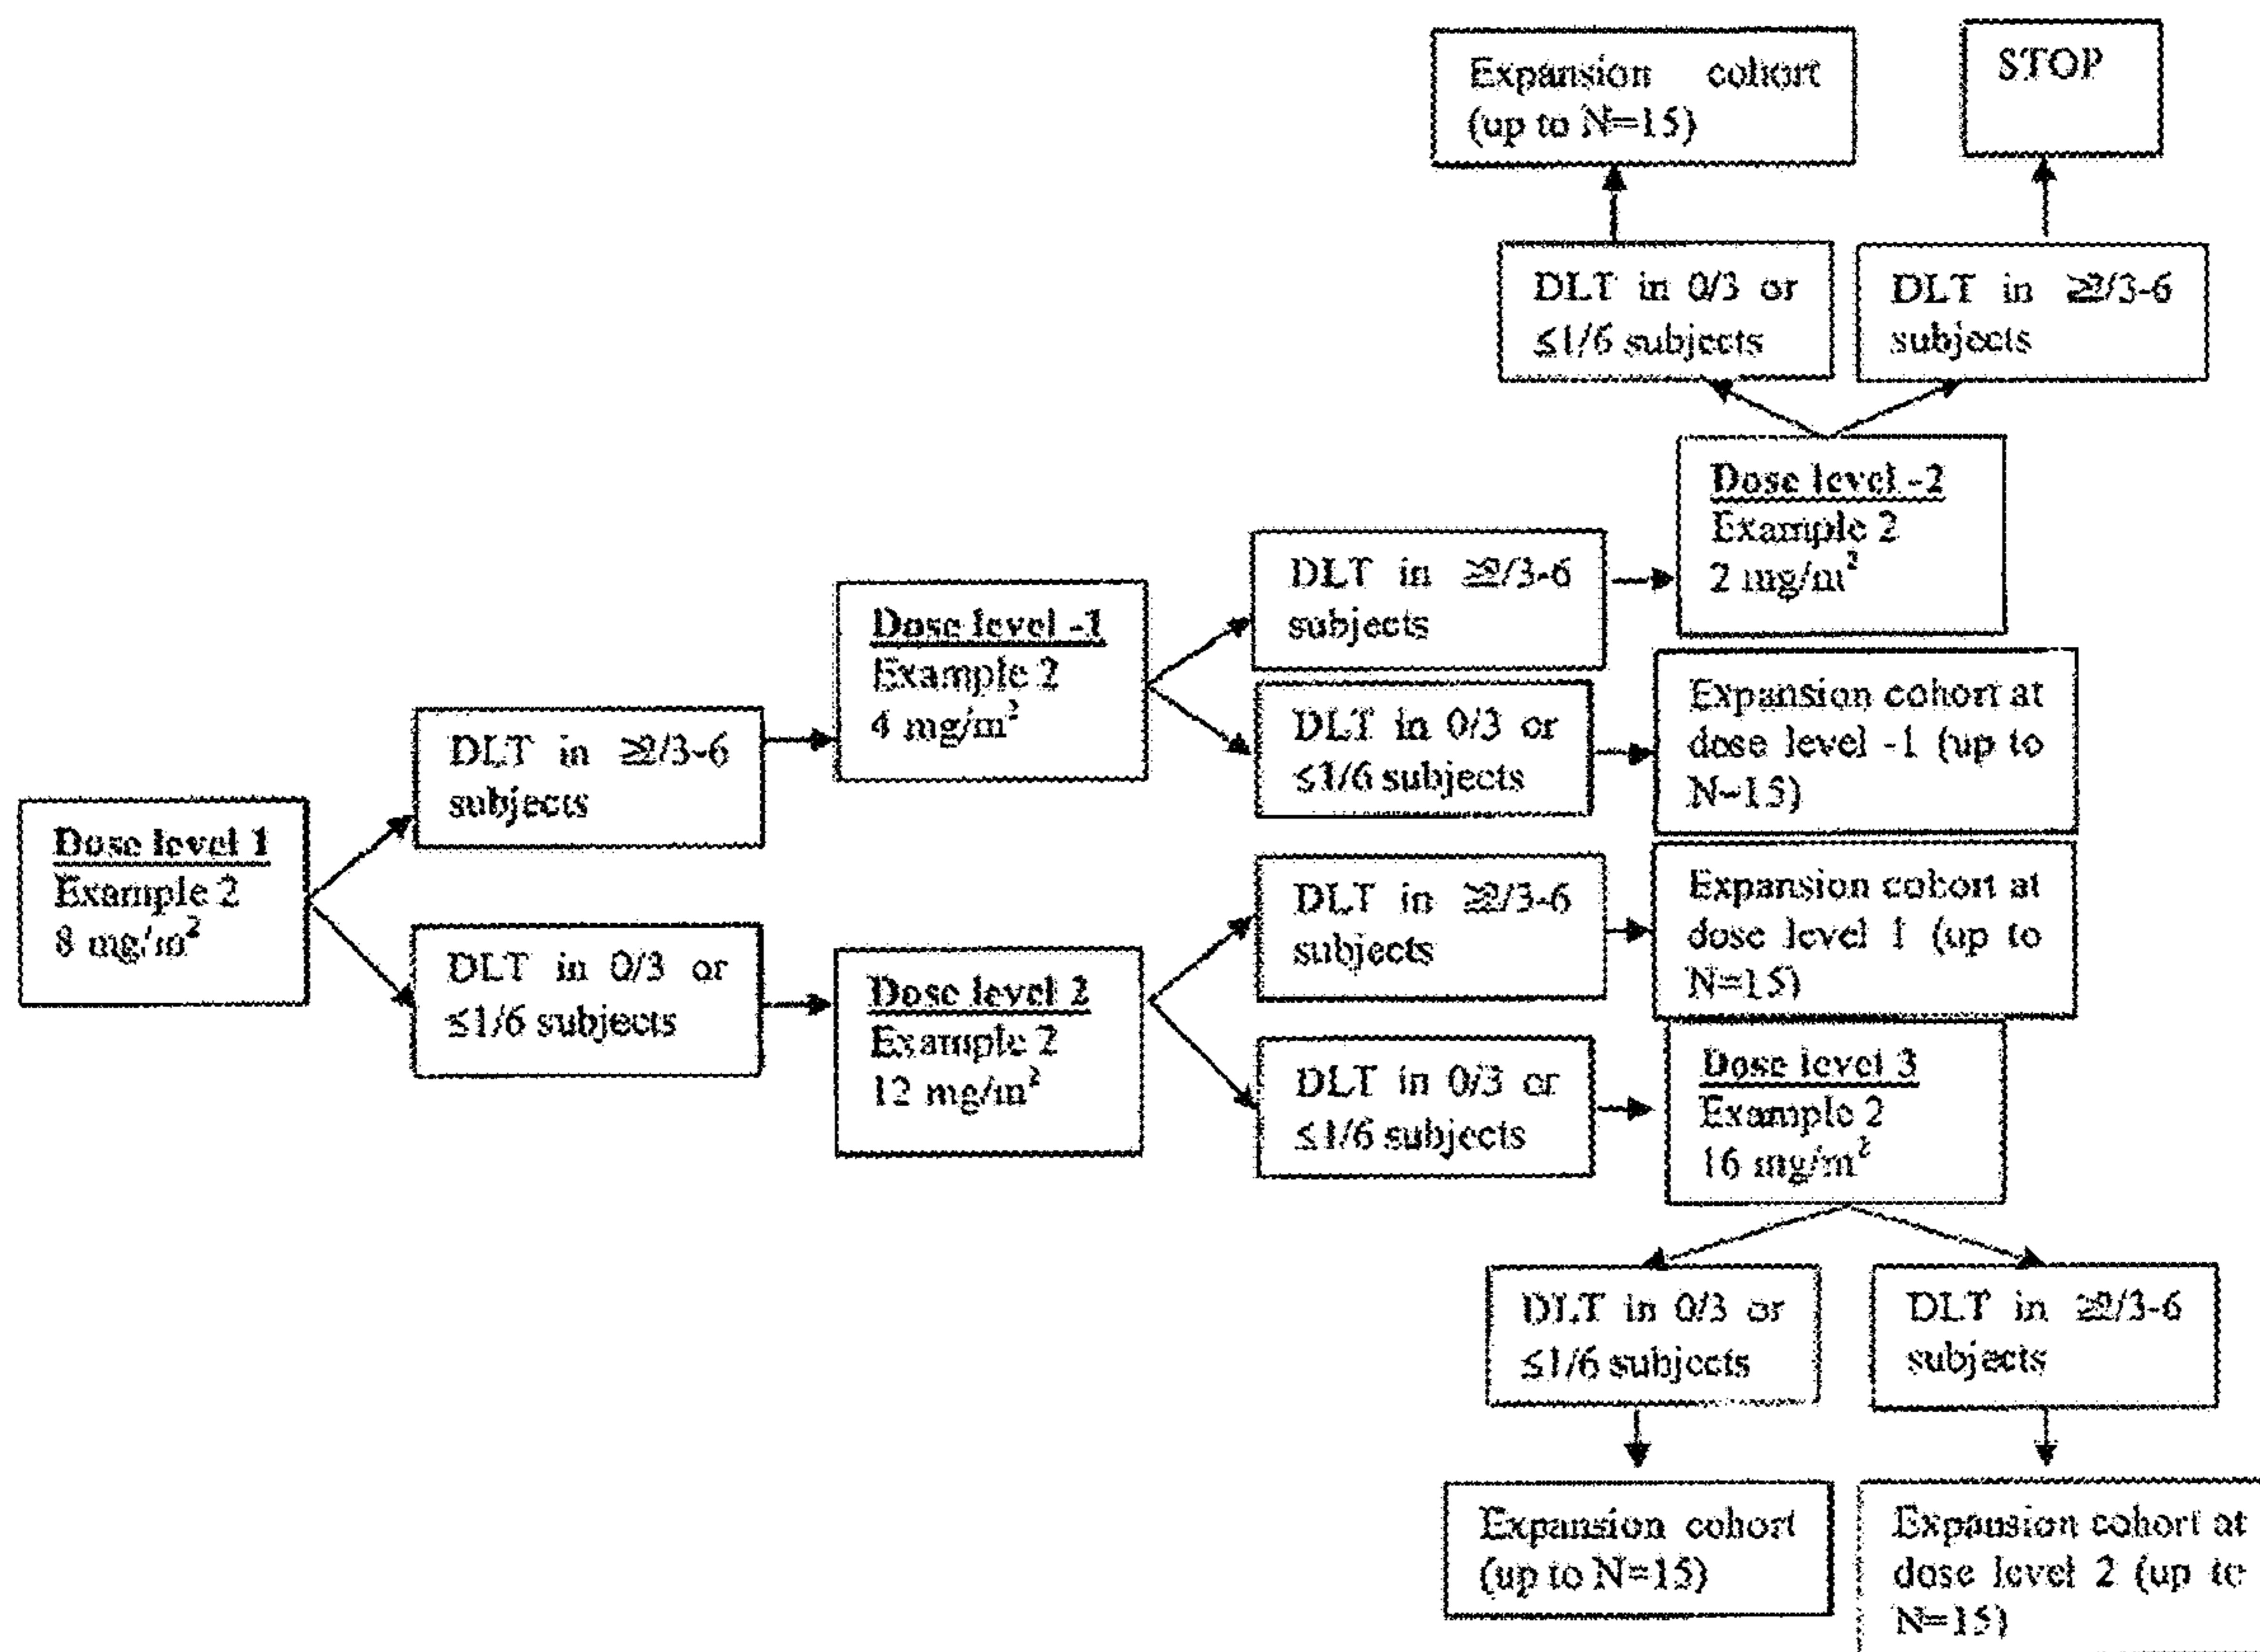 Expansion cohort
(up to N=15)
STOP
DLT in 0/3 or
≤1/6 subjects
DLT in ≥2/3-6
subjects
Dose level -2
Example 2
2 mg/m²
DLT in ≥2/3-6
subjects
Dose level -1
Example 2
4 mg/m²
DLT in 0/3 or
≤1/6 subjects
Expansion cohort at
dose level -1 (up to
N=15)
DLT in ≥2/3-6
subjects
Dose level 1
Example 2
8 mg/m²
DLT in ≥2/3-6
subjects
Expansion cohort at
dose level 1 (up to
N=15)
DLT in 0/3 or
≤1/6 subjects
Dose level 2
Example 2
12 mg/m²
DLT in 0/3 or
≤1/6 subjects
Dose level 3
Example 2
16 mg/m²
DLT in 0/3 or
≤1/6 subjects
DLT in ≥2/3-6
subjects
Expansion cohort
(up to N=15)
Expansion cohort at
dose level 2 (up to
N=15)